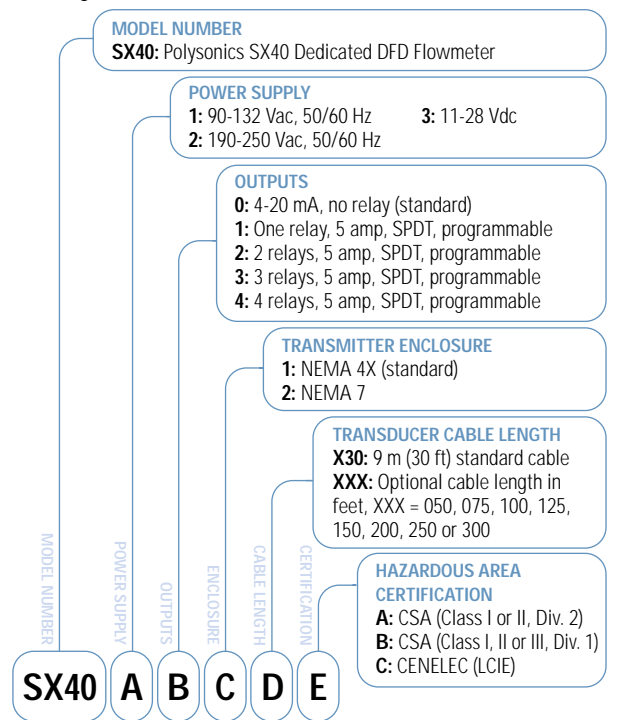 MODEL NUMBER
SX40: Polysonics SX40 Dedicated DFD Flowmeter
POWER SUPPLY
1: 90-132 Vac, 50/60 Hz 3: 11-28 Vdc
2: 190-250 Vac, 50/60 Hz
OUTPUTS
0: 4-20 mA, no relay (standard)
1: One relay, 5 amp, SPDT, programmable
2: 2 relays, 5 amp, SPDT, programmable
3: 3 relays, 5 amp, SPDT, programmable
4: 4 relays, 5 amp, SPDT, programmable
TRANSMITTER ENCLOSURE
1: NEMA 4X (standard)
2: NEMA 7
TRANSDUCER CABLE LENGTH
X30: 9 m (30 ft) standard cable
XXX: Optional cable length in
feet, XXX = 050, 075, 100, 125,
150, 200, 250 or 300
HAZARDOUS AREA
CERTIFICATION
A: CSA (Class I or II, Div. 2)
B: CSA (Class I, II or III, Div. 1)
C: CENELEC (LCIE)
MODEL NUMBER
POWER SUPPLY
OUTPUTS
ENCLOSURE
CABLE LENGTH
CERTIFICATION
SX40 A B C D E